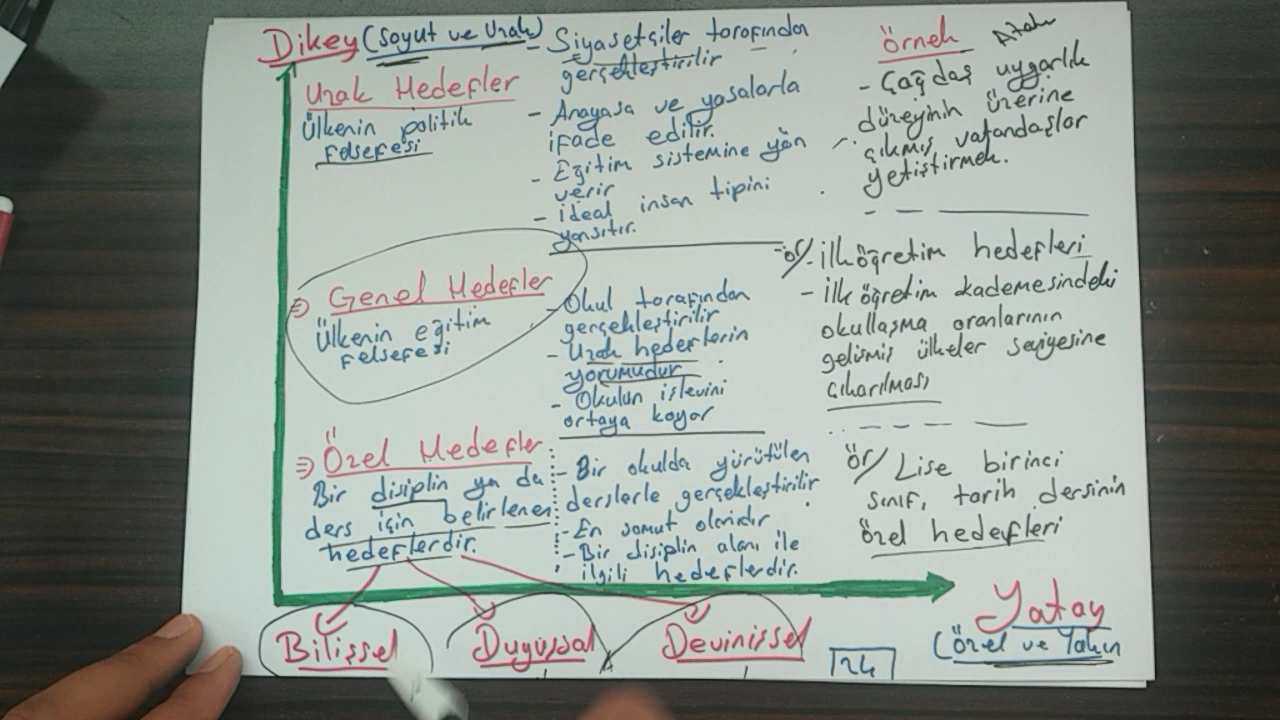 Dikey (Soyut ve Uzak)
Uzak Hedefler
Ülkenin politik
felsefesi
- Siyasetçiler tarafından
gerçekleştirilir
- Anayasa ve yasalarla
ifade edilir.
- Eğitim sistemine yön
verir
- ideal insan tipini
yansıtır.
Örnek
- Çağdaş uygarlık
düzeyinin üzerine
çıkmış vatandaşlar
yetiştirmek.
Genel Hedefler
Ülkenin eğitim
felsefesi
- Okul tarafından
gerçekleştirilir
- Uzak hedeflerin
yorumudur
- Okulun işlevini
ortaya koyar
ör/ - ilköğretim hedefleri
- ilk öğretim kademesindeki
okullaşma oranlarının
gelişmiş ülkeler seviyesine
çıkarılması
Özel Hedefler
Bir disiplin ya da
ders için belirlenen
hedeflerdir.
- Bir okulda yürütülen
derslerle gerçekleştirilir
- En somut olanıdır
- Bir disiplin alanı ile
ilgili hedeflerdir.
ör/ Lise birinci
sınıf, tarih dersinin
özel hedefleri
Yatay
(Özel ve Yakın
Bilişsel
Duyuşsal
Devinişsel
24